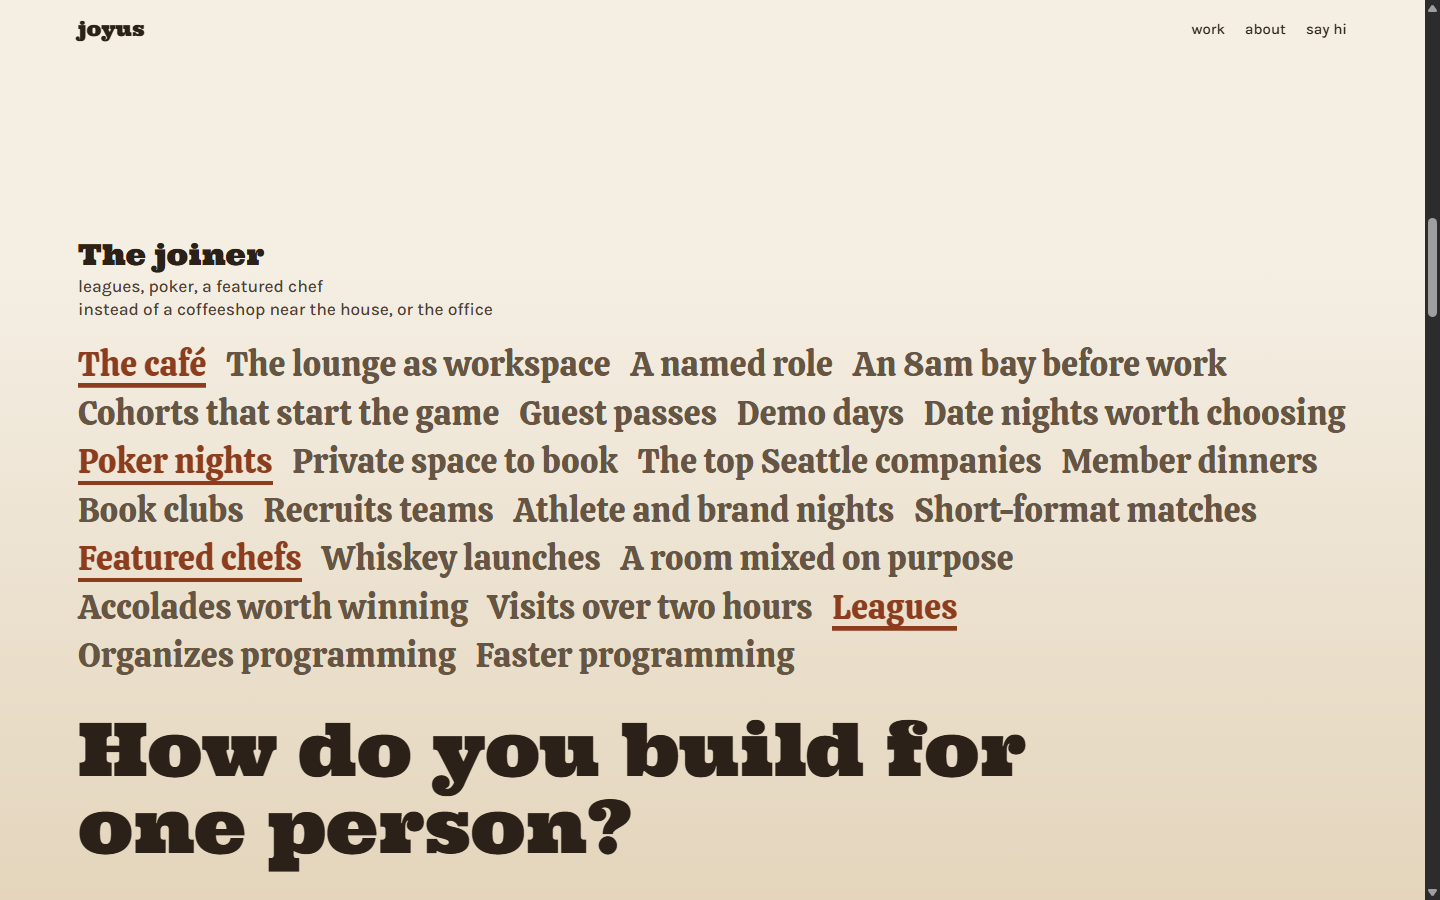 joyus
work about say hi
The joiner
leagues, poker, a featured chef
instead of a coffeeshop near the house, or the office
The café The lounge as workspace A named role An 8am bay before work
Cohorts that start the game Guest passes Demo days Date nights worth choosing
Poker nights Private space to book The top Seattle companies Member dinners
Book clubs Recruits teams Athlete and brand nights Short-format matches
Featured chefs Whiskey launches A room mixed on purpose
Accolades worth winning Visits over two hours Leagues
Organizes programming Faster programming
How do you build for
one person?